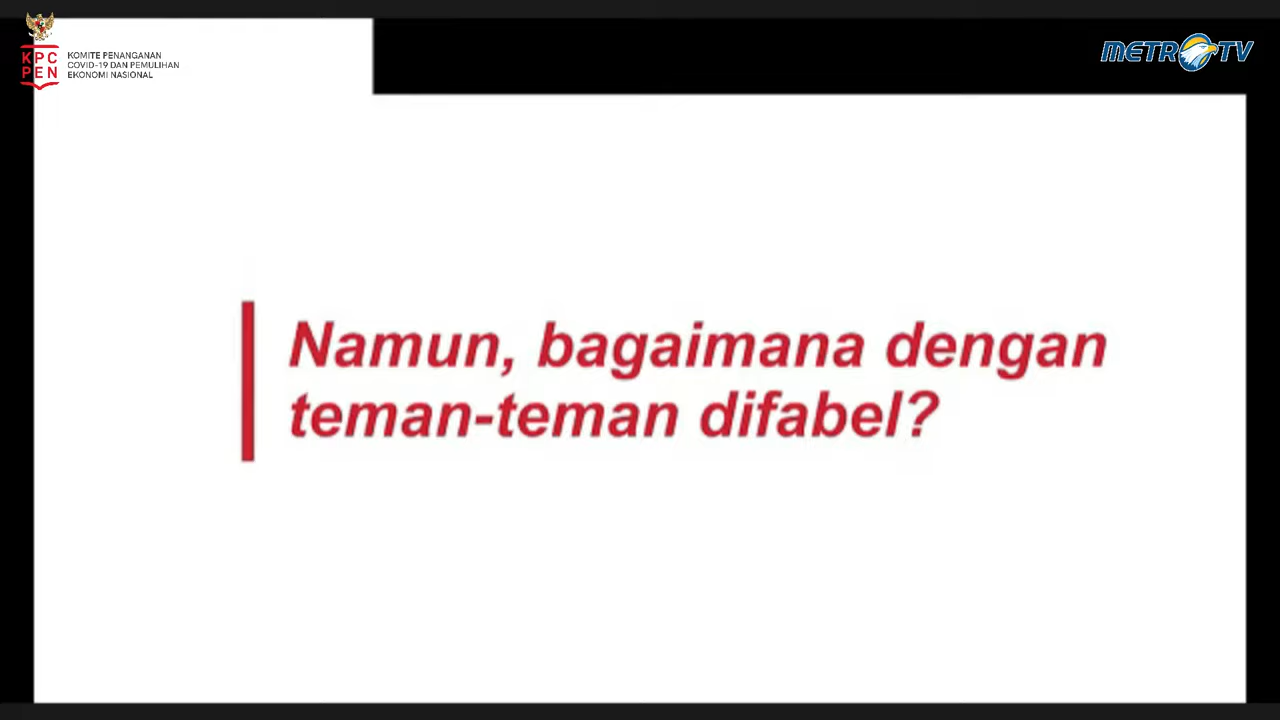 KPC
PEN
KOMITE PENANGANAN
COVID-19 DAN PEMULIHAN
EKONOMI NASIONAL
METRO TV
Namun, bagaimana dengan
teman-teman difabel?